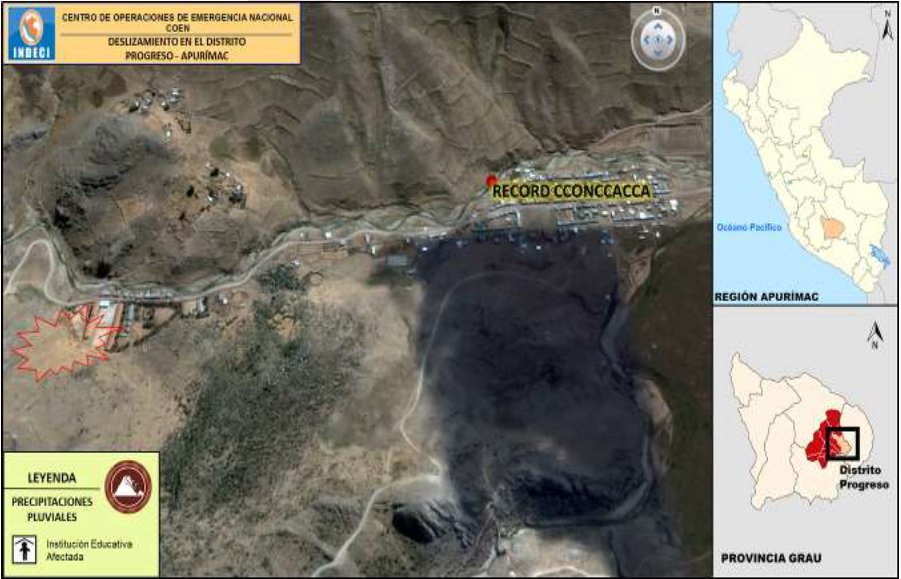 INDECI
CENTRO DE OPERACIONES DE EMERGENCIA NACIONAL
COEN
DESLIZAMIENTO EN EL DISTRITO
PROGRESO - APURÍMAC
N
RECORD CCONCCACCA
N
Océano Pacífico
REGIÓN APURÍMAC
N
Distrito
Progreso
PROVINCIA GRAU
LEYENDA
PRECIPITACIONES
PLUVIALES
Institución Educativa
Afectada